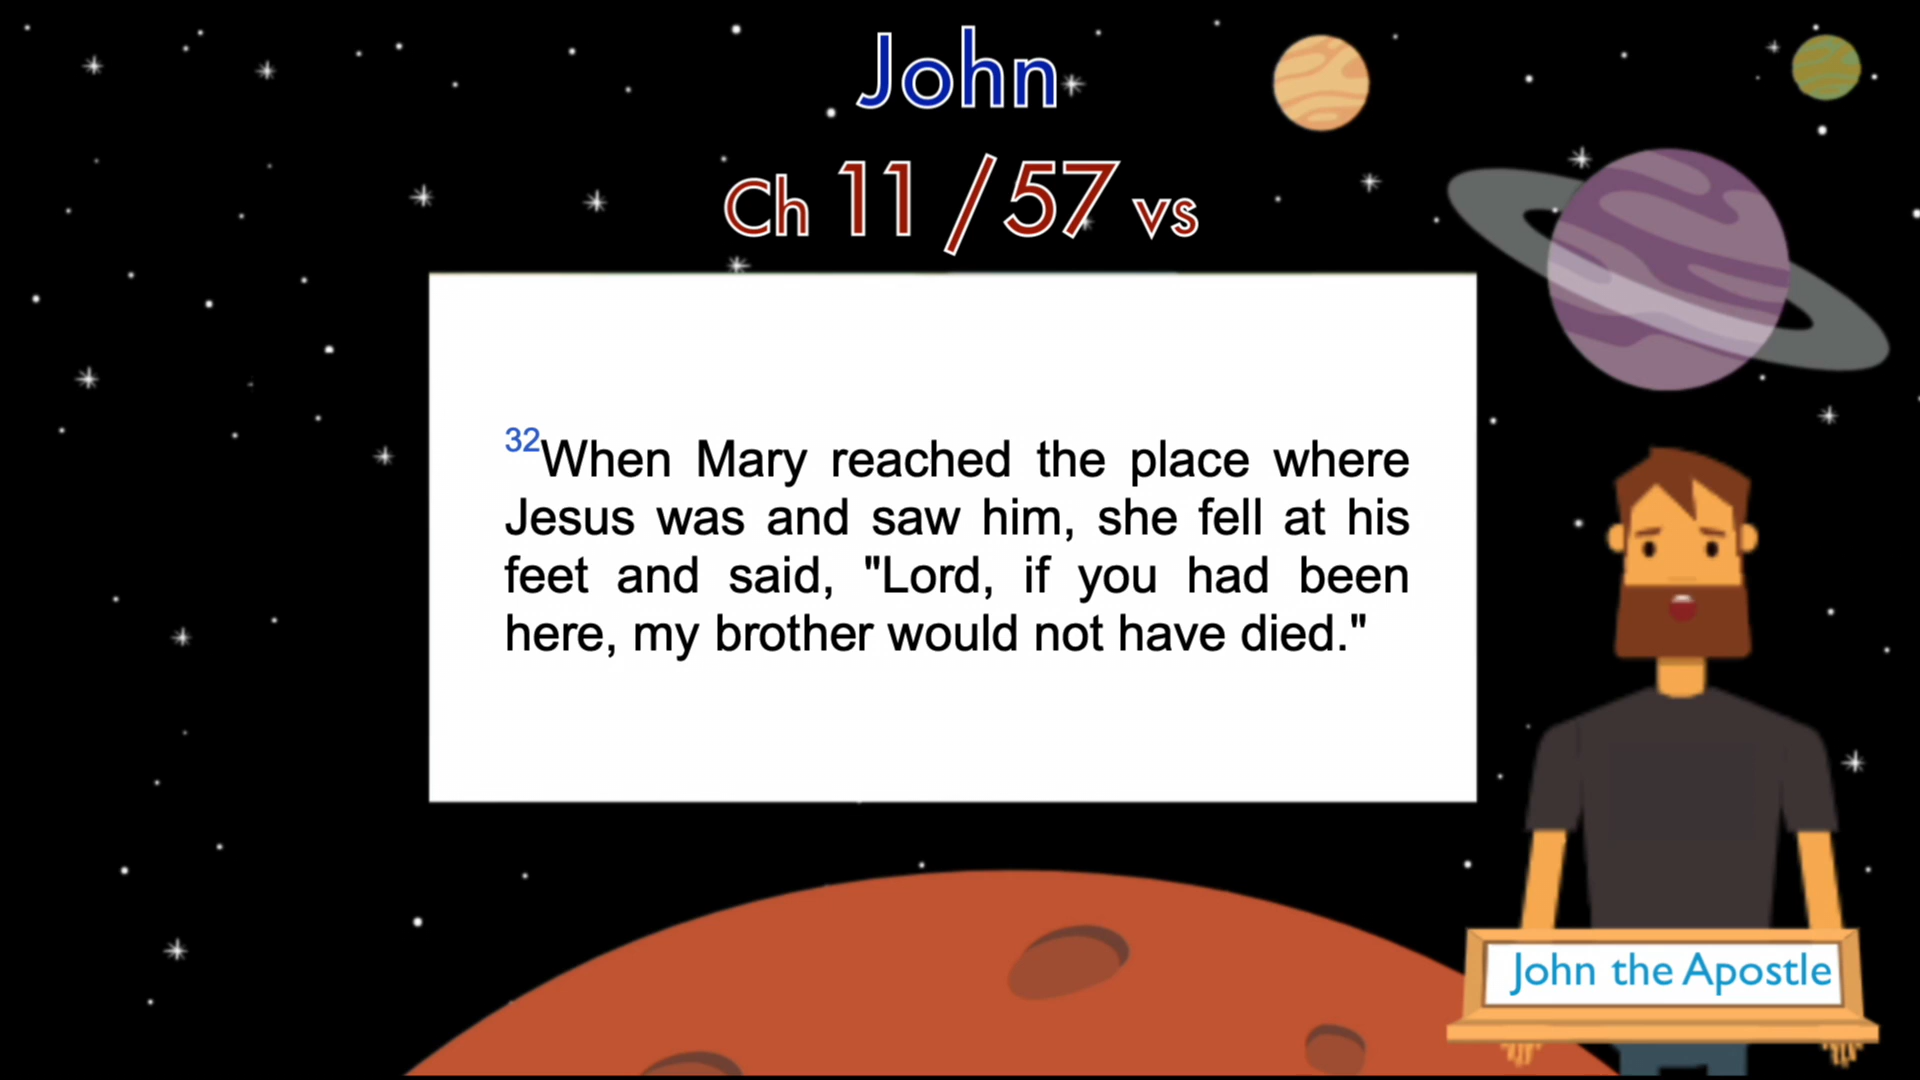 John
Ch 11 / 57 vs
32When Mary reached the place where
Jesus was and saw him, she fell at his
feet and said, "Lord, if you had been
here, my brother would not have died."
John the Apostle